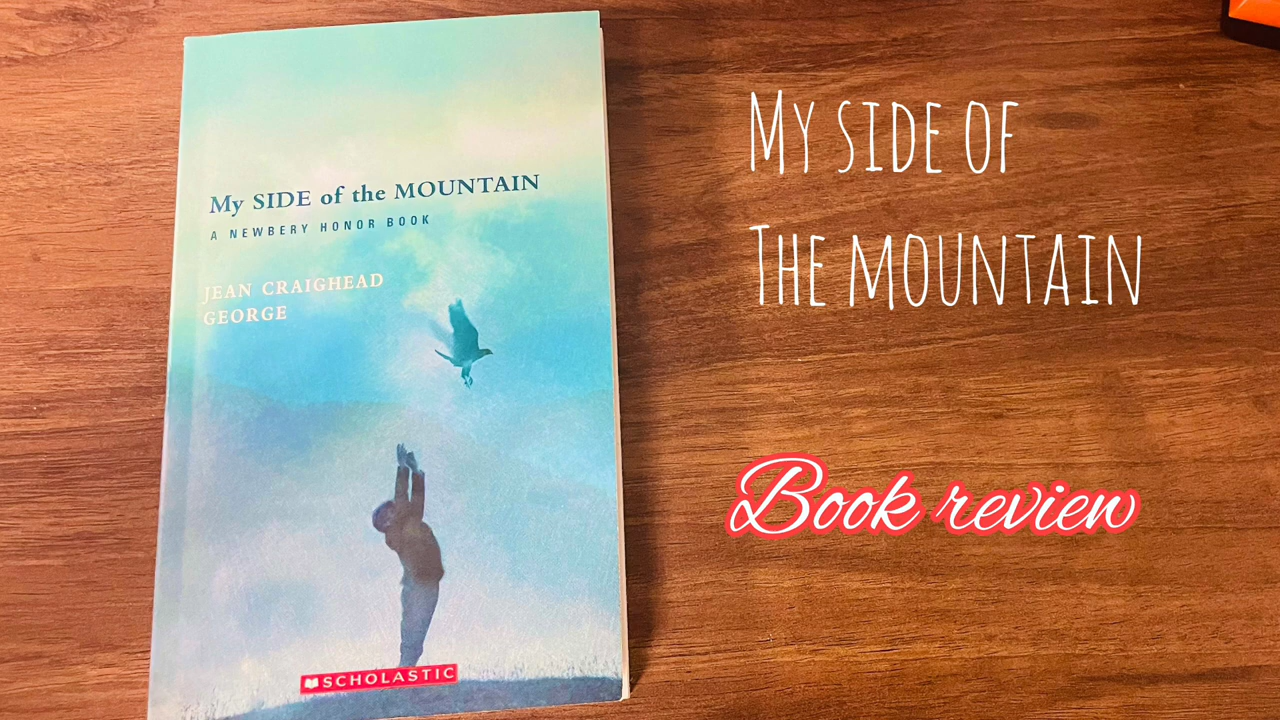 My SIDE of the MOUNTAIN
A NEWBERY HONOR BOOK
JEAN CRAIGHEAD
GEORGE
SCHOLASTIC
My side of
The mountain
Book review